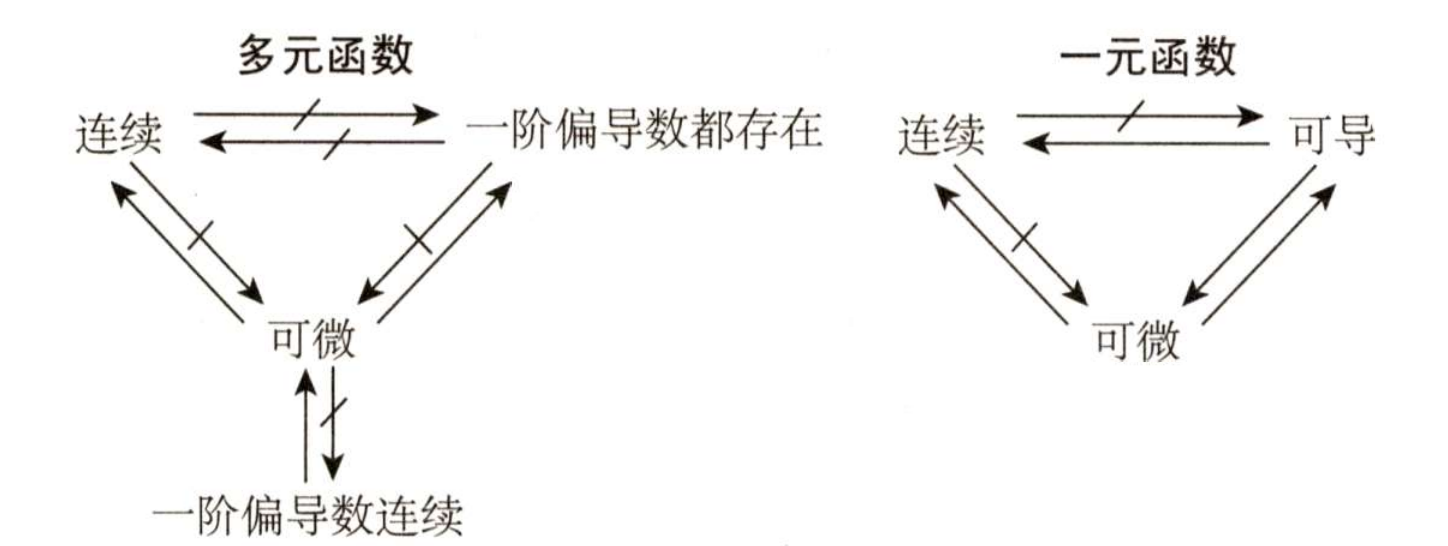 多元函数
一元函数
连续
一阶偏导数都存在
连续
可导
可微
可微
一阶偏导数连续